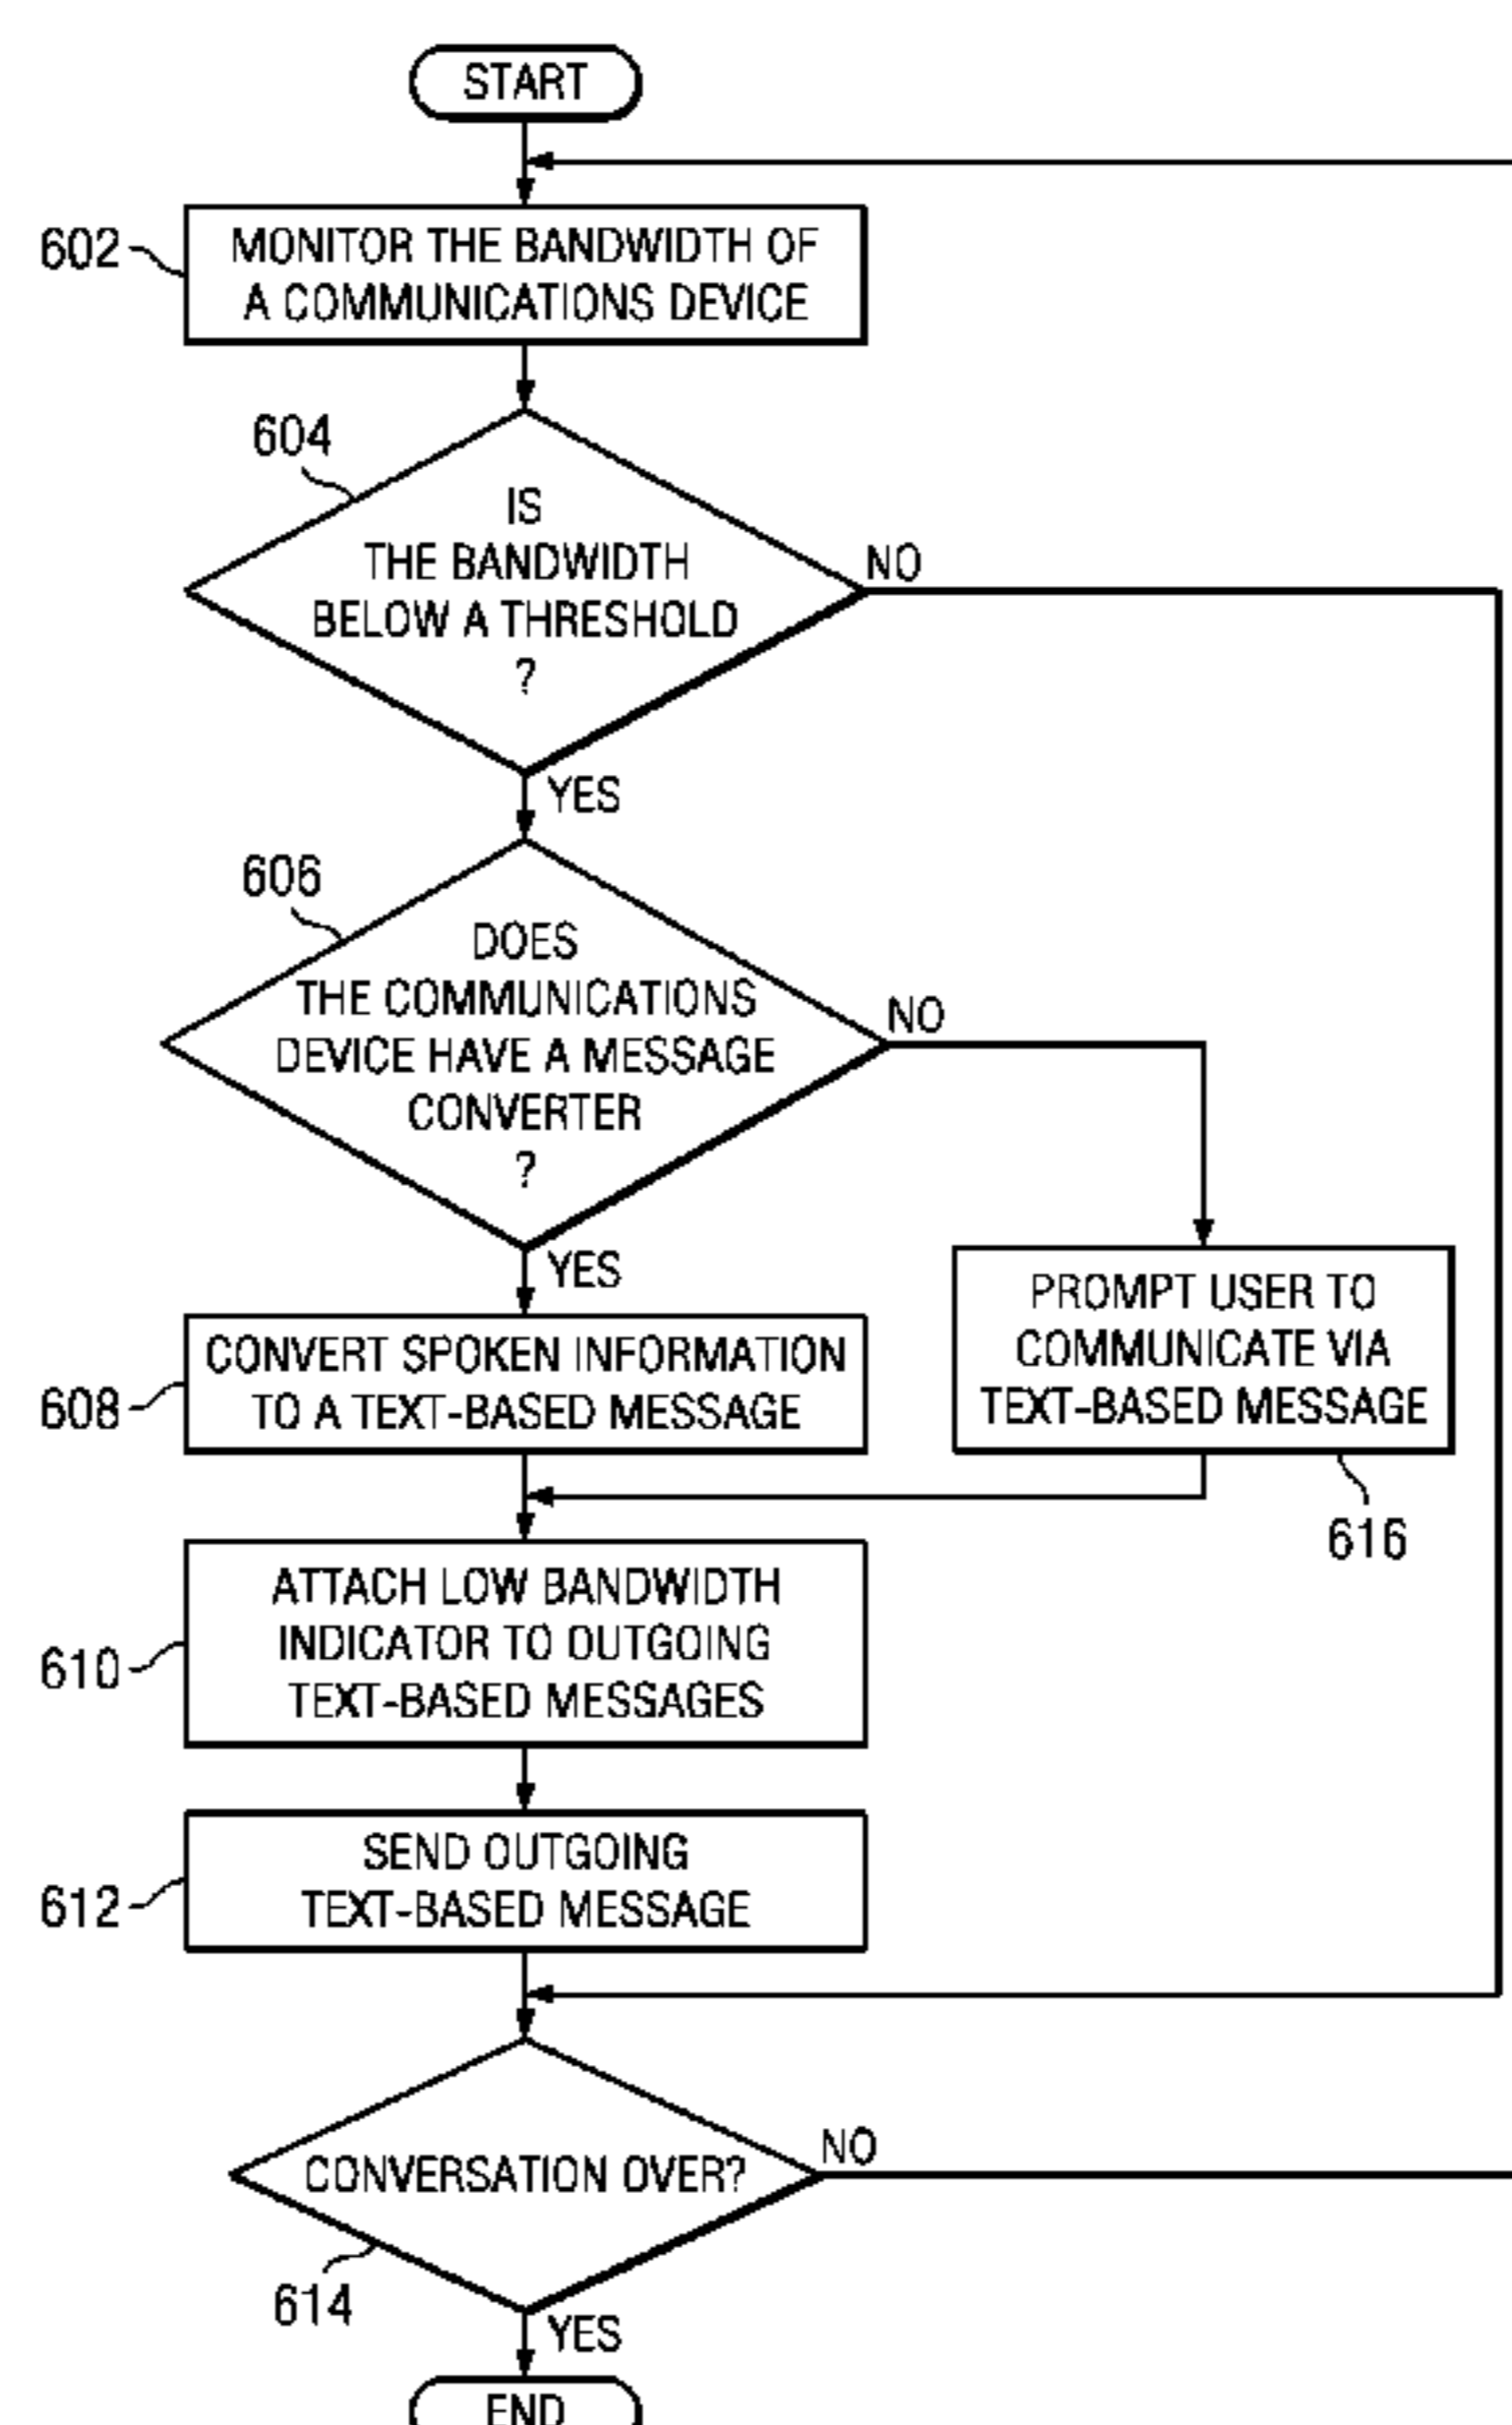 START
602
MONITOR THE BANDWIDTH OF
A COMMUNICATIONS DEVICE
604
IS
THE BANDWIDTH
BELOW A THRESHOLD
?
NO
YES
606
DOES
THE COMMUNICATIONS
DEVICE HAVE A MESSAGE
CONVERTER
?
NO
YES
608
CONVERT SPOKEN INFORMATION
TO A TEXT-BASED MESSAGE
PROMPT USER TO
COMMUNICATE VIA
TEXT-BASED MESSAGE
616
610
ATTACH LOW BANDWIDTH
INDICATOR TO OUTGOING
TEXT-BASED MESSAGES
612
SEND OUTGOING
TEXT-BASED MESSAGE
CONVERSATION OVER?
NO
614
YES
END